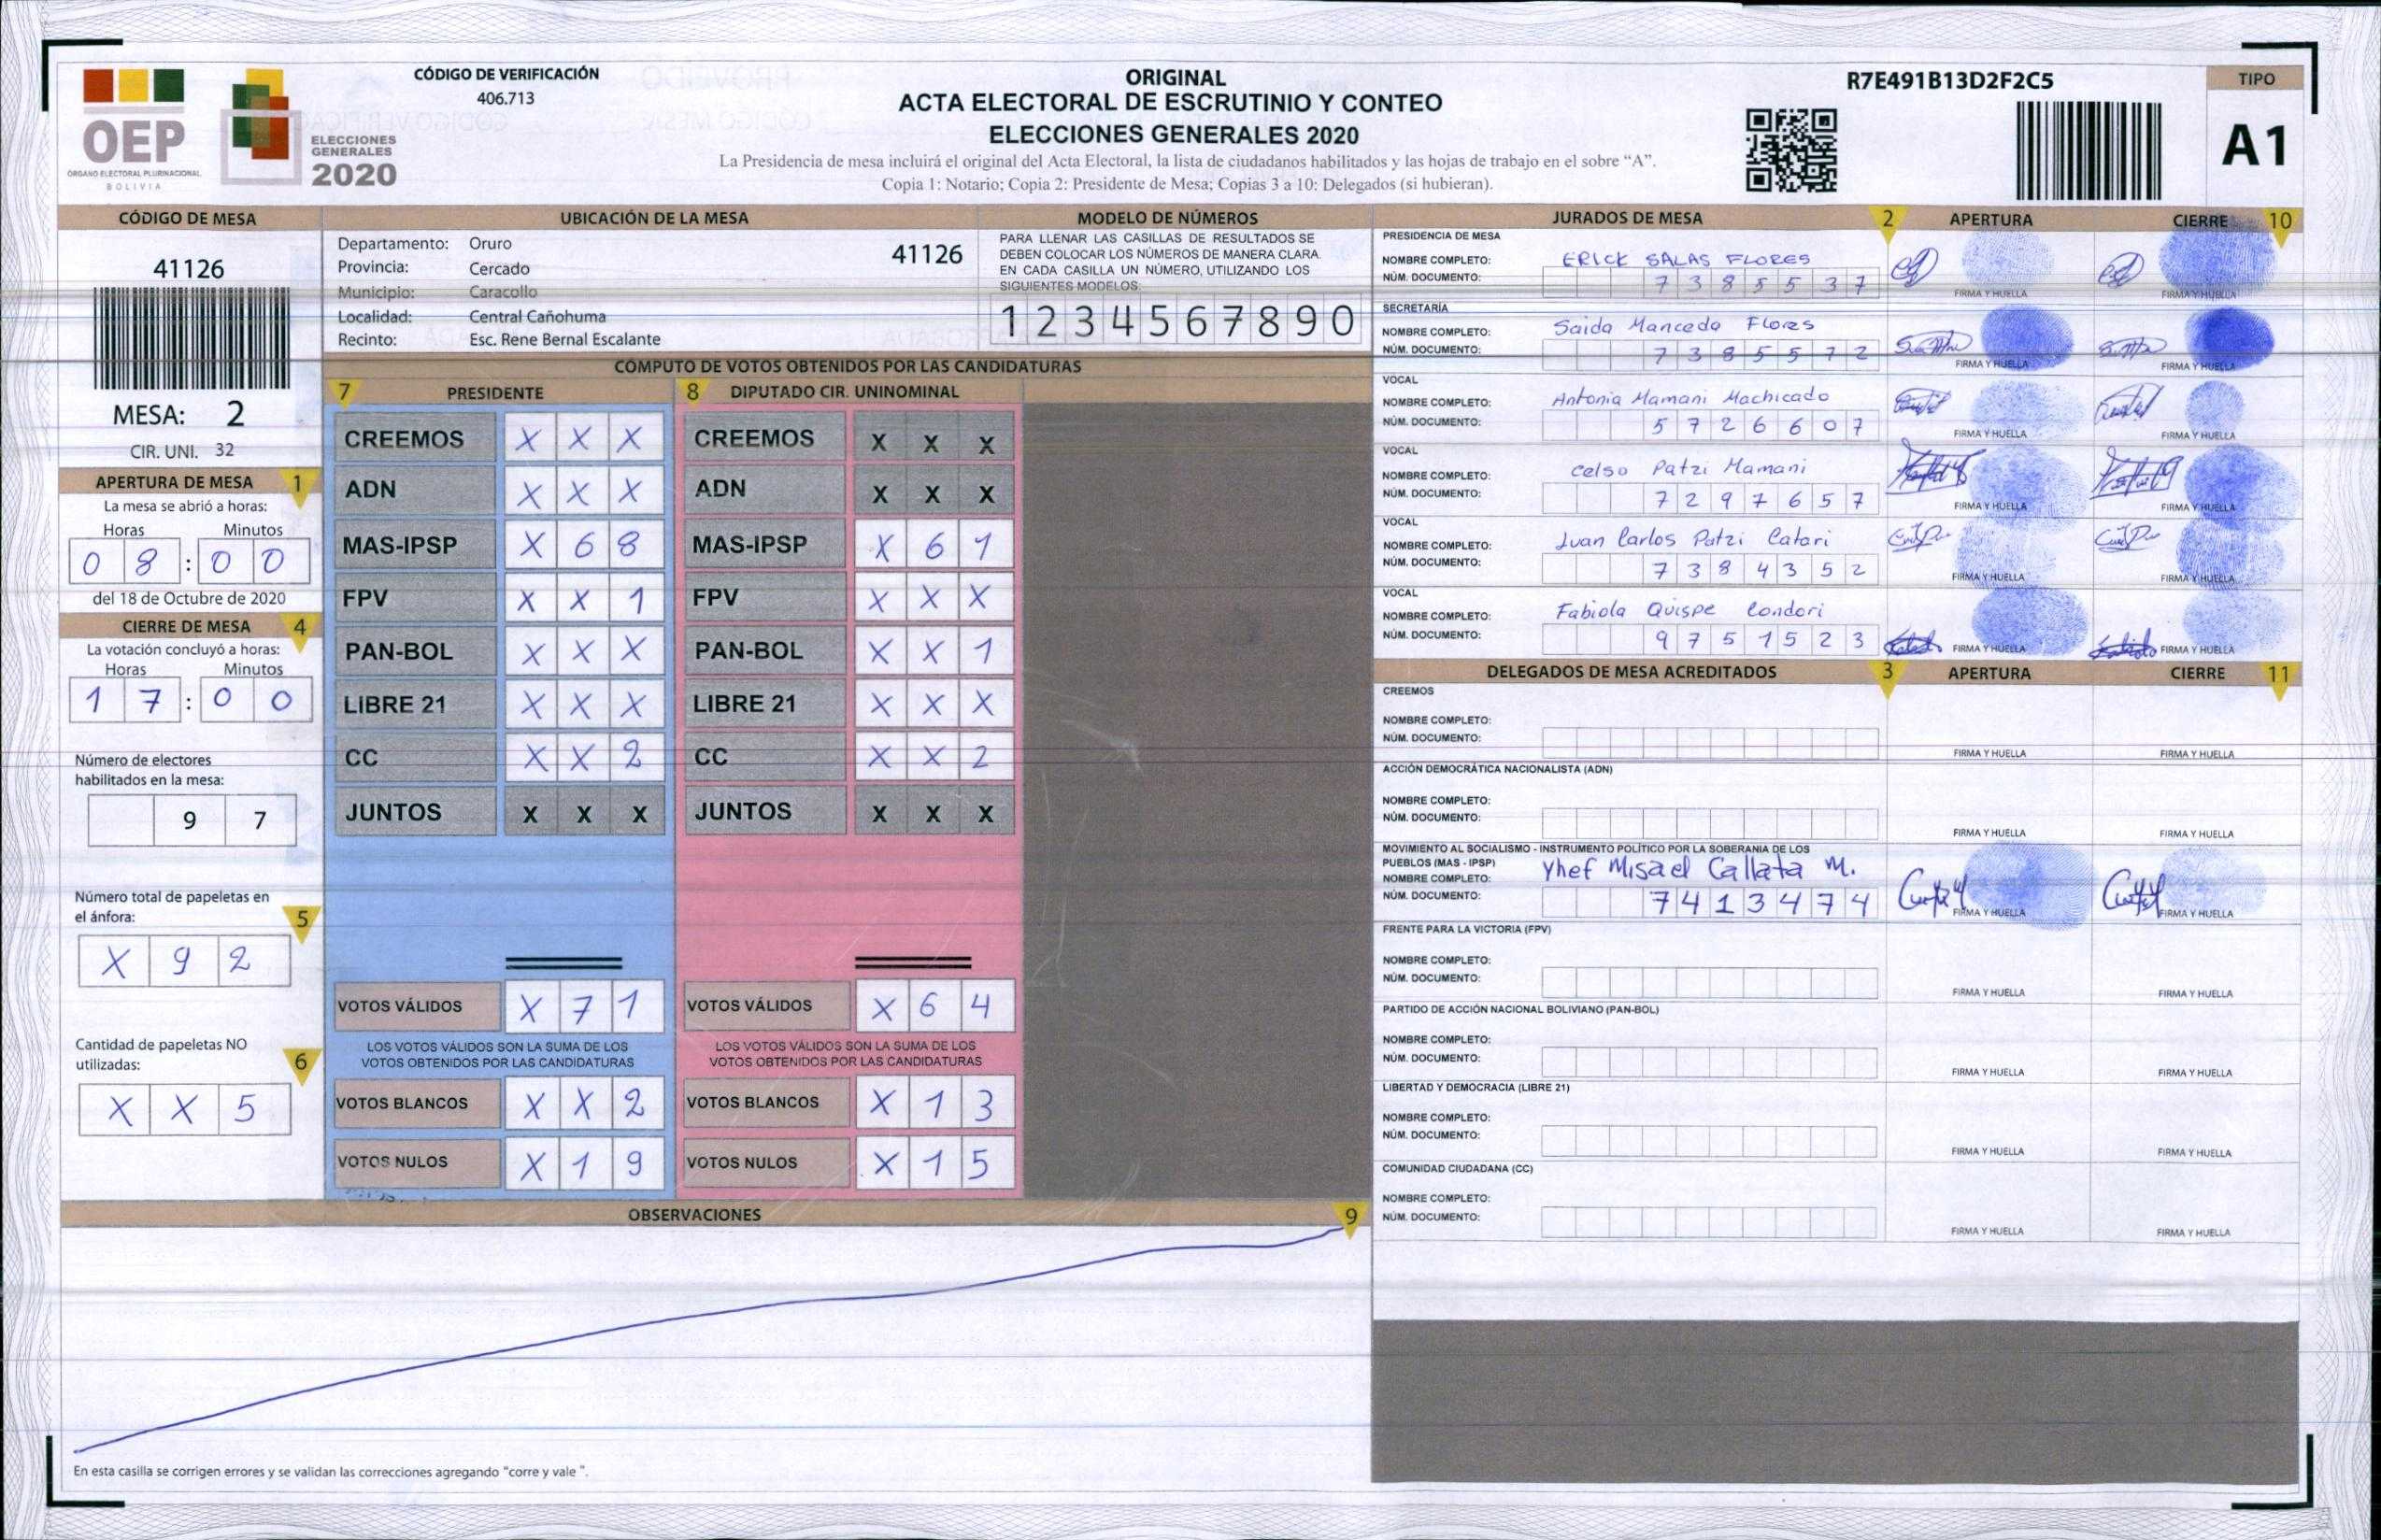 OEP
ÓRGANO ELECTORAL PLURINACIONAL
BOLIVIA
ELECCIONES
GENERALES
2020
CÓDIGO DE VERIFICACIÓN
406.713
ORIGINAL
ACTA ELECTORAL DE ESCRUTINIO Y CONTEO
ELECCIONES GENERALES 2020
La Presidencia de mesa incluirá el original del Acta Electoral, la lista de ciudadanos habilitados y las hojas de trabajo en el sobre “A”.
Copia 1: Notario; Copia 2: Presidente de Mesa; Copias 3 a 10: Delegados (si hubieran).
R7E491B13D2F2C5
TIPO
A1
CÓDIGO DE MESA
41126
MESA: 2
CIR. UNI. 32
APERTURA DE MESA 1
La mesa se abrió a horas:
Horas Minutos
0 8 : 0 0
del 18 de Octubre de 2020
CIERRE DE MESA 4
La votación concluyó a horas:
Horas Minutos
1 7 : 0 0
Número de electores
habilitados en la mesa:
9 7
Número total de papeletas en
el ánfora: 5
X 9 2
Cantidad de papeletas NO
utilizadas: 6
X X 5
UBICACIÓN DE LA MESA
Departamento: Oruro 41126
Provincia: Cercado
Municipio: Caracollo
Localidad: Central Cañohuma
Recinto: Esc. Rene Bernal Escalante
MODELO DE NÚMEROS
PARA LLENAR LAS CASILLAS DE RESULTADOS SE
DEBEN COLOCAR LOS NÚMEROS DE MANERA CLARA.
EN CADA CASILLA UN NÚMERO, UTILIZANDO LOS
SIGUIENTES MODELOS:
1 2 3 4 5 6 7 8 9 0
CÓMPUTO DE VOTOS OBTENIDOS POR LAS CANDIDATURAS
7 PRESIDENTE
CREEMOS X X X
ADN X X X
MAS-IPSP X 6 8
FPV X X 1
PAN-BOL X X X
LIBRE 21 X X X
CC X X 2
JUNTOS X X X
VOTOS VÁLIDOS X 7 1
LOS VOTOS VÁLIDOS SON LA SUMA DE LOS
VOTOS OBTENIDOS POR LAS CANDIDATURAS
VOTOS BLANCOS X X 2
VOTOS NULOS X 1 9
8 DIPUTADO CIR. UNINOMINAL
CREEMOS X X X
ADN X X X
MAS-IPSP X 6 1
FPV X X X
PAN-BOL X X 1
LIBRE 21 X X X
CC X X 2
JUNTOS X X X
VOTOS VÁLIDOS X 6 4
LOS VOTOS VÁLIDOS SON LA SUMA DE LOS
VOTOS OBTENIDOS POR LAS CANDIDATURAS
VOTOS BLANCOS X 1 3
VOTOS NULOS X 1 5
OBSERVACIONES 9
En esta casilla se corrigen errores y se validan las correcciones agregando "corre y vale ".
JURADOS DE MESA 2 APERTURA CIERRE 10
PRESIDENCIA DE MESA
NOMBRE COMPLETO: ERICK SALAS FLORES
NÚM. DOCUMENTO: 7 3 8 5 5 3 7
FIRMA Y HUELLA FIRMA Y HUELLA
SECRETARÍA
NOMBRE COMPLETO: Saida Manceda Flores
NÚM. DOCUMENTO: 7 3 8 5 5 7 2
FIRMA Y HUELLA FIRMA Y HUELLA
VOCAL
NOMBRE COMPLETO: Antonia Mamani Machicado
NÚM. DOCUMENTO: 5 7 2 6 6 0 7
FIRMA Y HUELLA FIRMA Y HUELLA
VOCAL
NOMBRE COMPLETO: Celso Patzi Mamani
NÚM. DOCUMENTO: 7 2 9 7 6 5 7
FIRMA Y HUELLA FIRMA Y HUELLA
VOCAL
NOMBRE COMPLETO: Juan Carlos Patzi Catari
NÚM. DOCUMENTO: 7 3 8 4 3 5 2
FIRMA Y HUELLA FIRMA Y HUELLA
VOCAL
NOMBRE COMPLETO: Fabiola Quispe Condori
NÚM. DOCUMENTO: 9 7 5 1 5 2 3
FIRMA Y HUELLA FIRMA Y HUELLA
DELEGADOS DE MESA ACREDITADOS 3 APERTURA CIERRE 11
CREEMOS
NOMBRE COMPLETO:
NÚM. DOCUMENTO:
FIRMA Y HUELLA FIRMA Y HUELLA
ACCIÓN DEMOCRÁTICA NACIONALISTA (ADN)
NOMBRE COMPLETO:
NÚM. DOCUMENTO:
FIRMA Y HUELLA FIRMA Y HUELLA
MOVIMIENTO AL SOCIALISMO - INSTRUMENTO POLÍTICO POR LA SOBERANIA DE LOS
PUEBLOS (MAS - IPSP)
NOMBRE COMPLETO: Yhef Misael Callata M.
NÚM. DOCUMENTO: 7 4 1 3 4 7 4
FIRMA Y HUELLA FIRMA Y HUELLA
FRENTE PARA LA VICTORIA (FPV)
NOMBRE COMPLETO:
NÚM. DOCUMENTO:
FIRMA Y HUELLA FIRMA Y HUELLA
PARTIDO DE ACCIÓN NACIONAL BOLIVIANO (PAN-BOL)
NOMBRE COMPLETO:
NÚM. DOCUMENTO:
FIRMA Y HUELLA FIRMA Y HUELLA
LIBERTAD Y DEMOCRACIA (LIBRE 21)
NOMBRE COMPLETO:
NÚM. DOCUMENTO:
FIRMA Y HUELLA FIRMA Y HUELLA
COMUNIDAD CIUDADANA (CC)
NOMBRE COMPLETO:
NÚM. DOCUMENTO:
FIRMA Y HUELLA FIRMA Y HUELLA